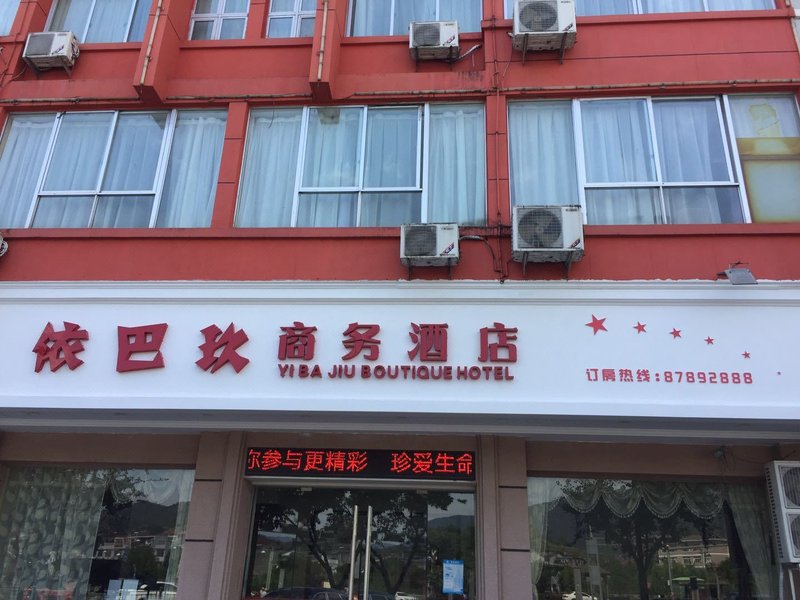 依巴玖商务酒店
YI BA JIU BOUTIQUE HOTEL
订房热线:87892888
你参与更精彩 珍爱生命